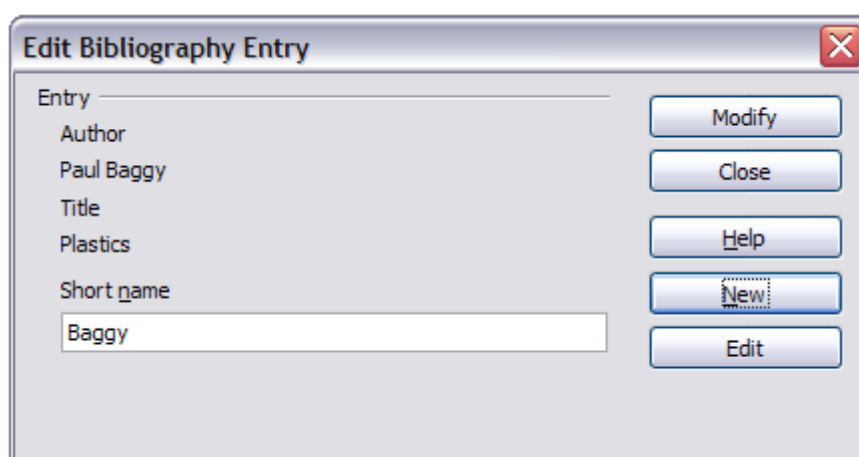 Edit Bibliography Entry
Entry
Author
Paul Baggy
Title
Plastics
Short name
Baggy
Modify
Close
Help
New
Edit